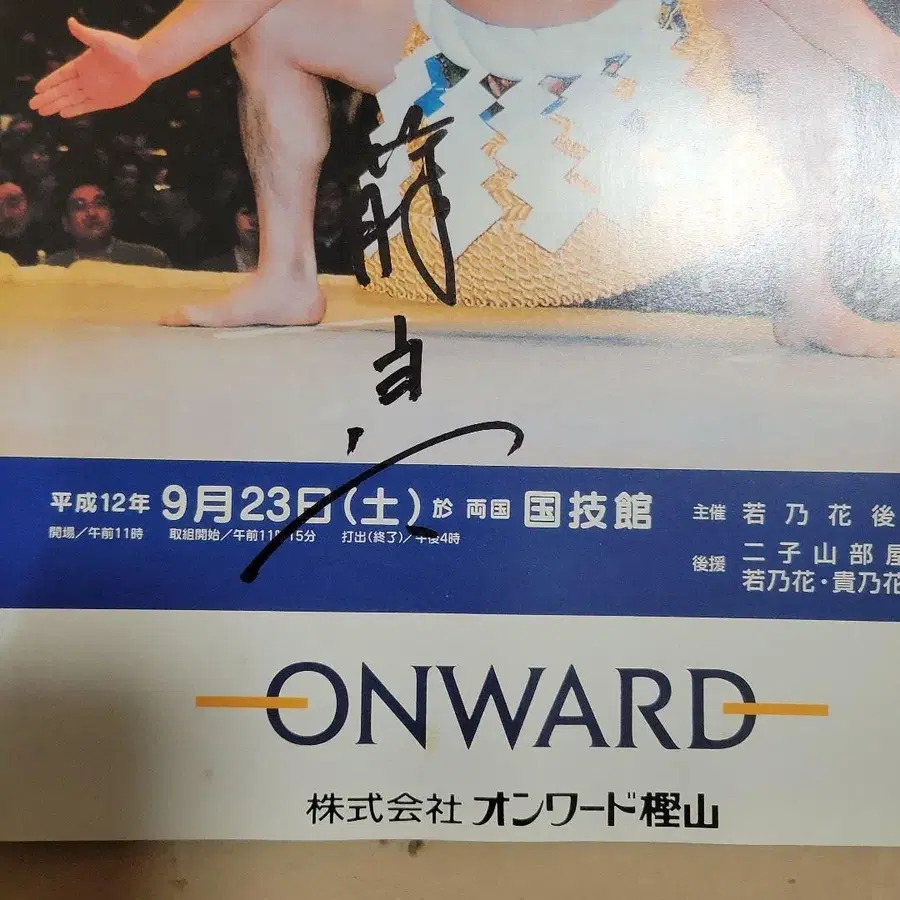 平成12年 9月23日(土) 於 両国 国技館
開場/午前11時 取組開始/午前11時15分 打出(終了)/午後4時
主催 若乃花後
後援 二子山部屋
若乃花・貴乃花
ONWARD
株式会社 オンワード樫山